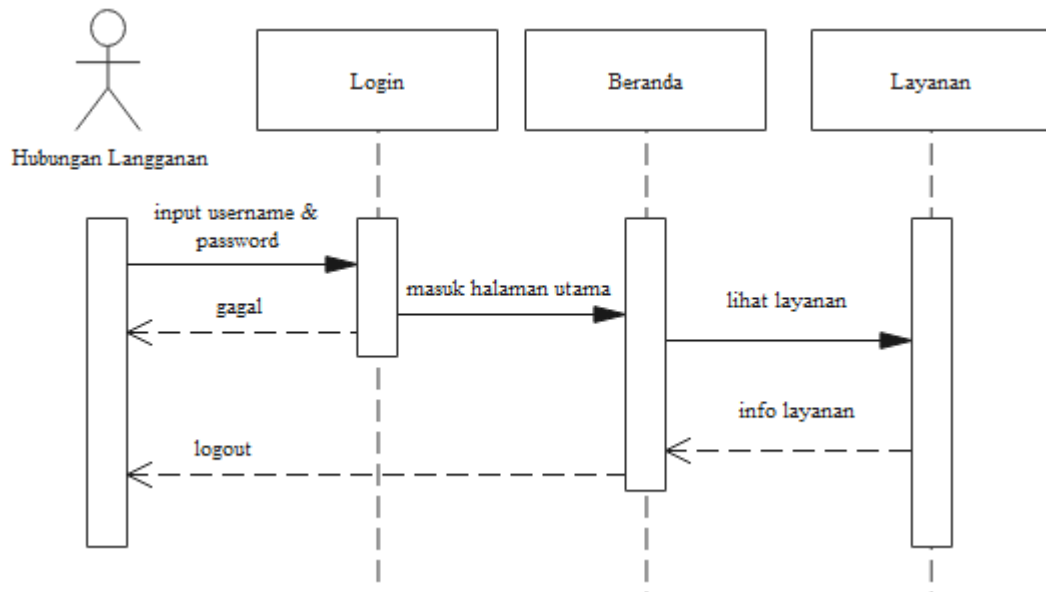 Login
Beranda
Layanan
Hubungan Langganan
input username &
password
masuk halaman utama
gagal
lihat layanan
info layanan
logout